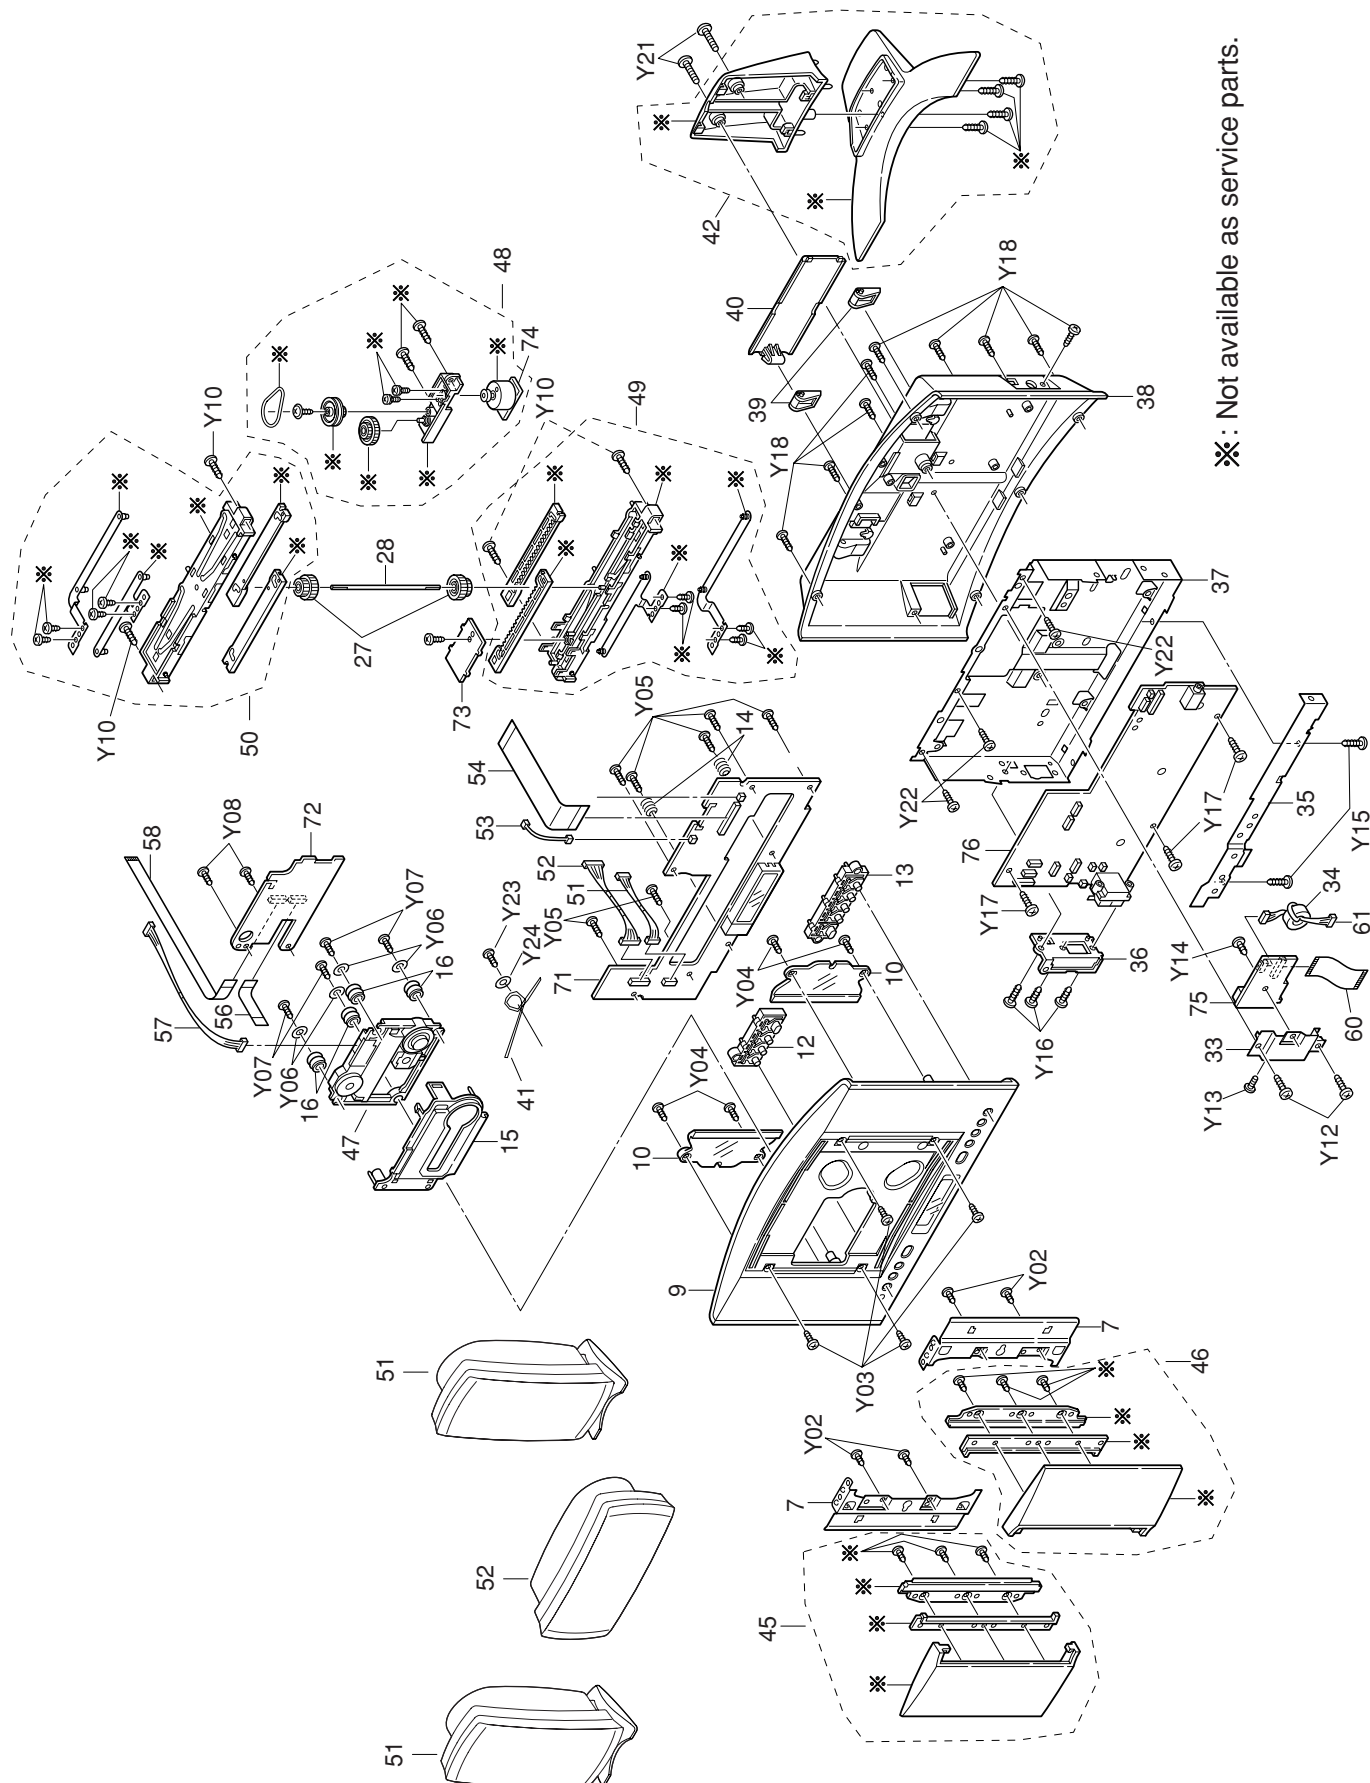 Y21
※
※
※
42
※ : Not available as service parts.
48
※
※
※
※
74
※
※
※
Y10
Y10
49
※
※
※
※
※
※
※
※
※
※
※
※
※
※
Y10
50
28
27
73
40
39
Y18
Y18
38
37
Y22
Y22
Y17
Y17
76
35
Y15
34
61
Y14
75
60
33
Y13
Y12
36
Y16
58
Y08
72
57
56
Y07
Y06
16
Y07
Y06
16
47
15
54
53
52
51
Y05
14
Y05
71
Y23
Y24
41
13
Y04
10
12
Y04
10
9
Y03
Y02
7
46
※
※
※
※
Y02
7
45
※
※
※
※
51
52
51